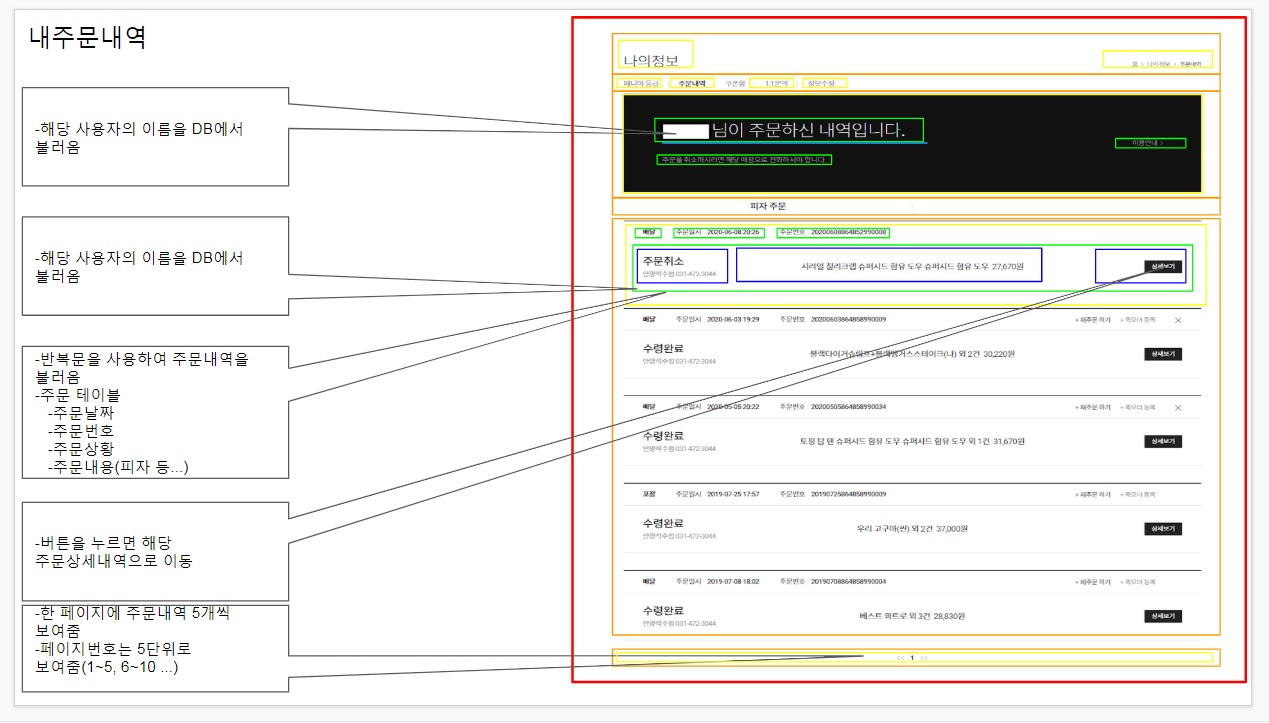 내주문내역
-해당 사용자의 이름을 DB에서
불러옴
-해당 사용자의 이름을 DB에서
불러옴
-반복문을 사용하여 주문내역을
불러옴
-주문 테이블
-주문날짜
-주문번호
-주문상황
-주문내용(피자 등...)
-버튼을 누르면 해당
주문상세내역으로 이동
-한 페이지에 주문내역 5개씩
보여줌
-페이지번호는 5단위로
보여줌(1~5, 6~10 ...)
나의정보
홈 > 나의정보 > 주문내역
매니아 등급 주문내역 쿠폰함 1:1문의 정보수정
님이 주문하신 내역입니다.
이용안내 >
주문을 취소하시려면 해당 매장으로 전화하셔야 합니다.
피자 주문
배달 주문일시 2020-06-08 20:26 주문번호 20200608864852990008
주문취소
안양석수점 031-472-3044
시리얼 칠리크랩 슈퍼시드 함유 도우 슈퍼시드 함유 도우 27,670원
상세보기
배달 주문일시 2020-06-03 19:29 주문번호 20200603864858990009 + 재주문 하기 + 퀵오더 등록 ×
수령완료
안양석수점 031-472-3044
블랙타이거슈림프+블랙앵거스스테이크(나) 외 2건 30,220원
상세보기
배달 주문일시 2020-05-05 20:22 주문번호 20200505864858990034 + 재주문 하기 + 퀵오더 등록 ×
수령완료
안양석수점 031-472-3044
토핑 탑 텐 슈퍼시드 함유 도우 슈퍼시드 함유 도우 외 1건 31,670원
상세보기
포장 주문일시 2019-07-25 17:57 주문번호 20190725864858990009 + 재주문 하기 + 퀵오더 등록
수령완료
안양석수점 031-472-3044
우리 고구마(씬) 외 2건 37,000원
상세보기
배달 주문일시 2019-07-08 18:02 주문번호 20190708864858990004 + 재주문 하기 + 퀵오더 등록
수령완료
안양석수점 031-472-3044
베스트 콰트로 외 3건 28,830원
상세보기
<< 1 >>